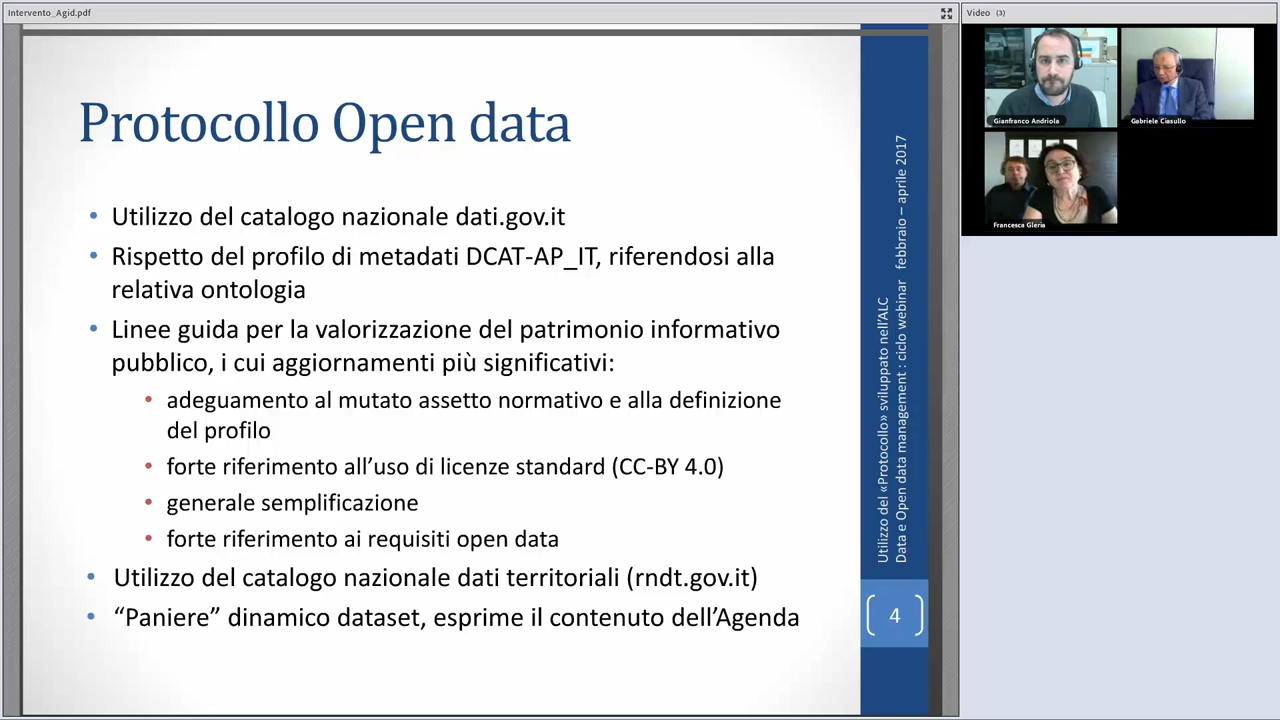 Intervento_Agid.pdf
Video (3)
Protocollo Open data
• Utilizzo del catalogo nazionale dati.gov.it
• Rispetto del profilo di metadati DCAT-AP_IT, riferendosi alla
relativa ontologia
• Linee guida per la valorizzazione del patrimonio informativo
pubblico, i cui aggiornamenti più significativi:
• adeguamento al mutato assetto normativo e alla definizione
del profilo
• forte riferimento all’uso di licenze standard (CC-BY 4.0)
• generale semplificazione
• forte riferimento ai requisiti open data
• Utilizzo del catalogo nazionale dati territoriali (rndt.gov.it)
• “Paniere” dinamico dataset, esprime il contenuto dell’Agenda
Utilizzo del «Protocollo» sviluppato nell’ALC
Data e Open data management : ciclo webinar febbraio – aprile 2017
4
Gianfranco Andriola
Gabriele Ciasullo
Francesca Gleria